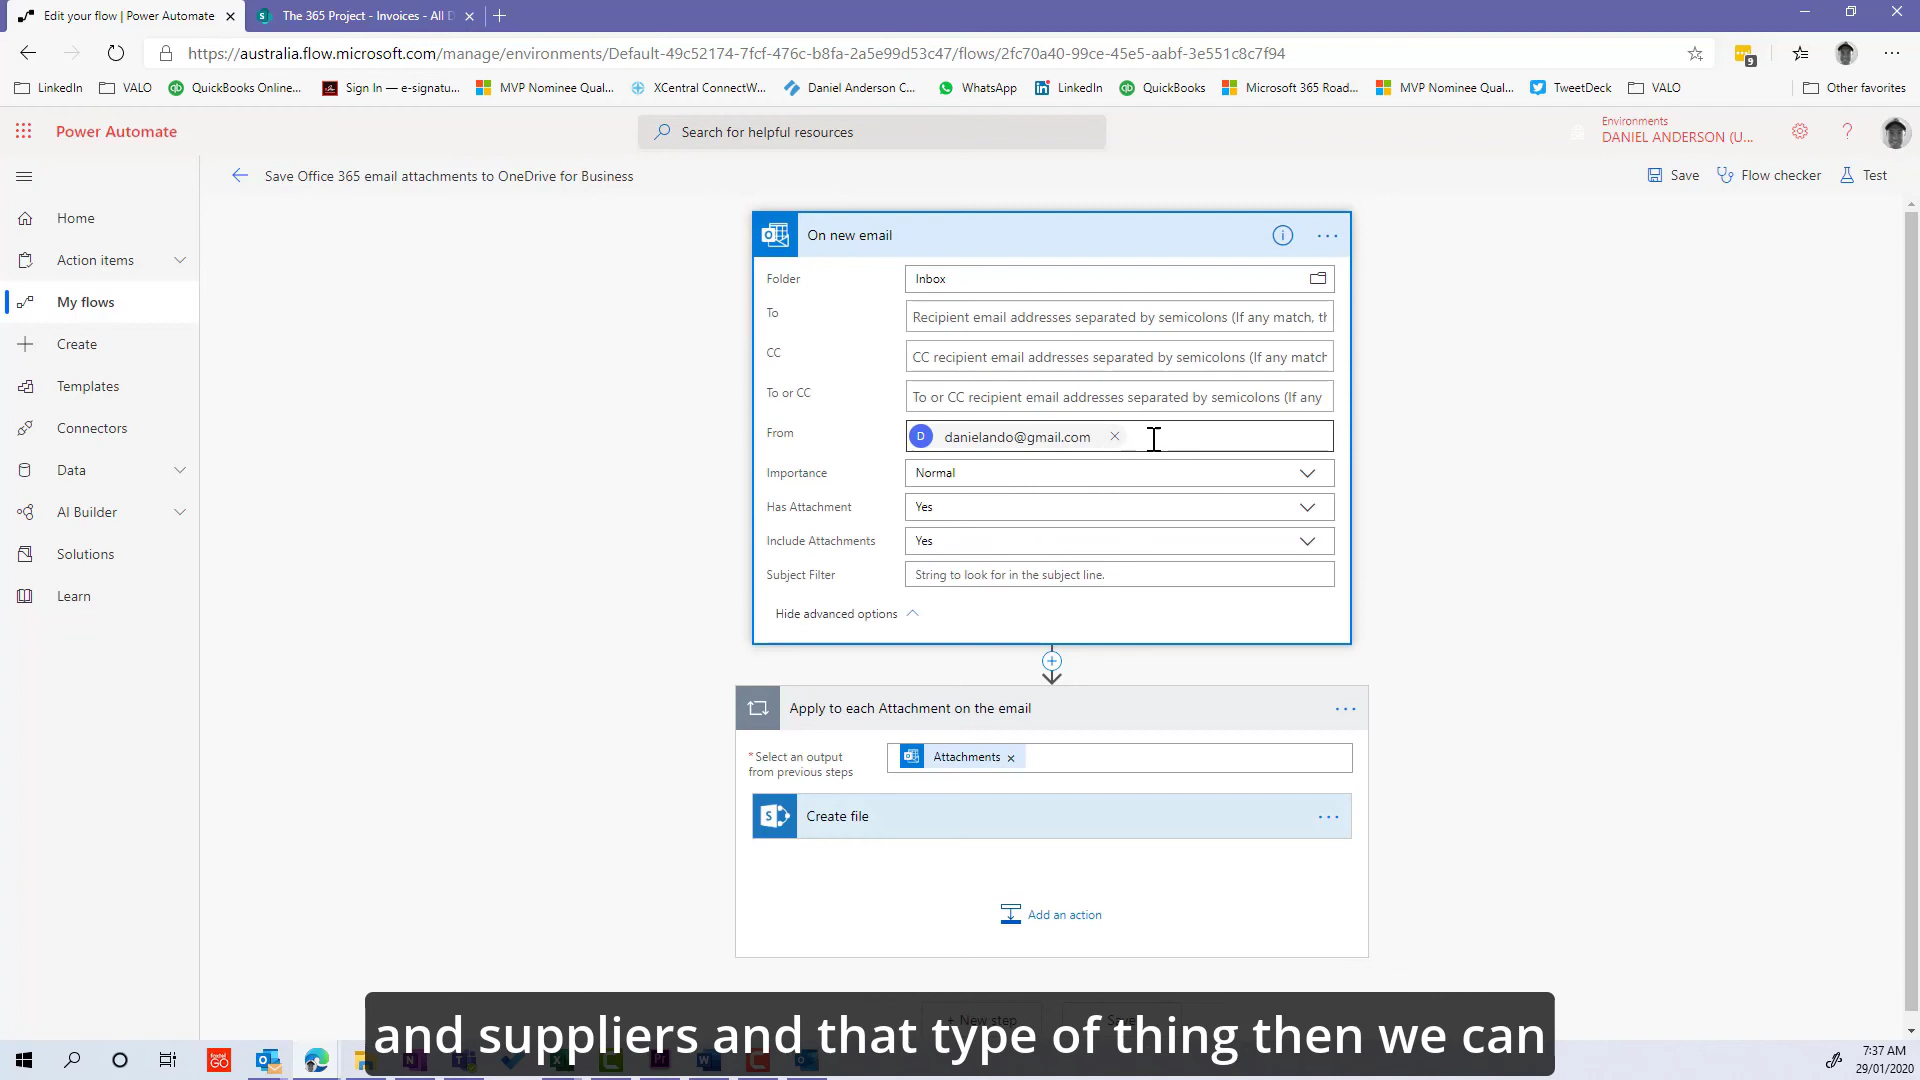 Edit your flow | Power Automate
The 365 Project - Invoices - All D
https://australia.flow.microsoft.com/manage/environments/Default-49c52174-7fcf-476c-b8fa-2a5e99d53c47/flows/2fc70a40-99ce-45e5-aabf-3e551c8c7f94
9
LinkedIn
VALO
QuickBooks Online...
Sign In — e-signatu...
MVP Nominee Qual...
XCentral ConnectW...
Daniel Anderson C...
WhatsApp
LinkedIn
QuickBooks
Microsoft 365 Road...
MVP Nominee Qual...
TweetDeck
VALO
Other favorites
Power Automate
Search for helpful resources
Environments
DANIEL ANDERSON (U...
Save Office 365 email attachments to OneDrive for Business
Save
Flow checker
Test
Home
Action items
My flows
Create
Templates
Connectors
Data
AI Builder
Solutions
Learn
On new email
Folder
Inbox
To
Recipient email addresses separated by semicolons (If any match, th
CC
CC recipient email addresses separated by semicolons (If any match
To or CC
To or CC recipient email addresses separated by semicolons (If any
From
D danielando@gmail.com
Importance
Normal
Has Attachment
Yes
Include Attachments
Yes
Subject Filter
String to look for in the subject line.
Hide advanced options
Apply to each Attachment on the email
*Select an output
from previous steps
Attachments
Create file
Add an action
+ New step
Save
and suppliers and that type of thing then we can
7:37 AM
29/01/2020